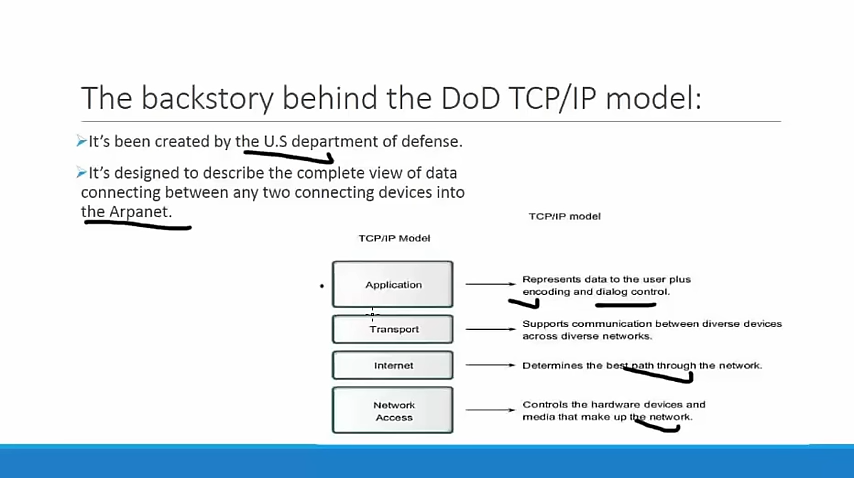 The backstory behind the DoD TCP/IP model:
It's been created by the U.S department of defense.
It's designed to describe the complete view of data
connecting between any two connecting devices into
the Arpanet.
TCP/IP model
TCP/IP Model
Application
Represents data to the user plus
encoding and dialog control.
Transport
Supports communication between diverse devices
across diverse networks.
Internet
Determines the best path through the network.
Network
Access
Controls the hardware devices and
media that make up the network.